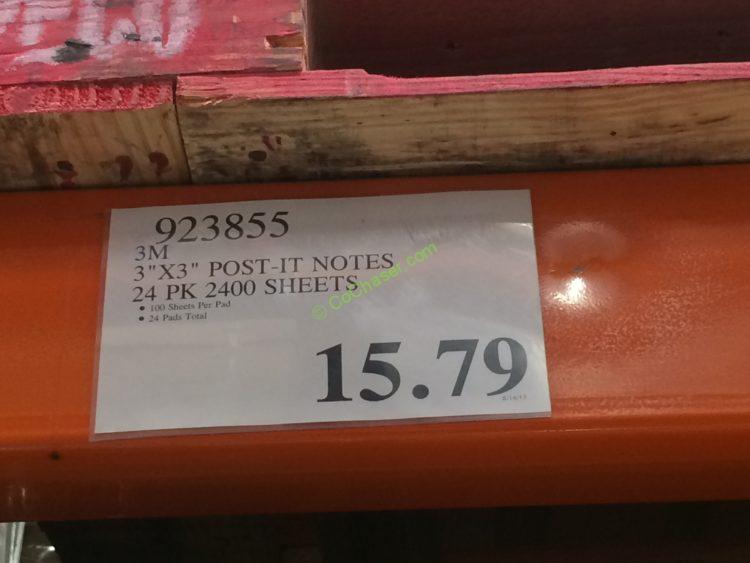 923855
3M
3"X3" POST-IT NOTES
24 PK 2400 SHEETS
• 100 Sheets Per Pad
• 24 Pads Total
© CoChaser.com
15.79